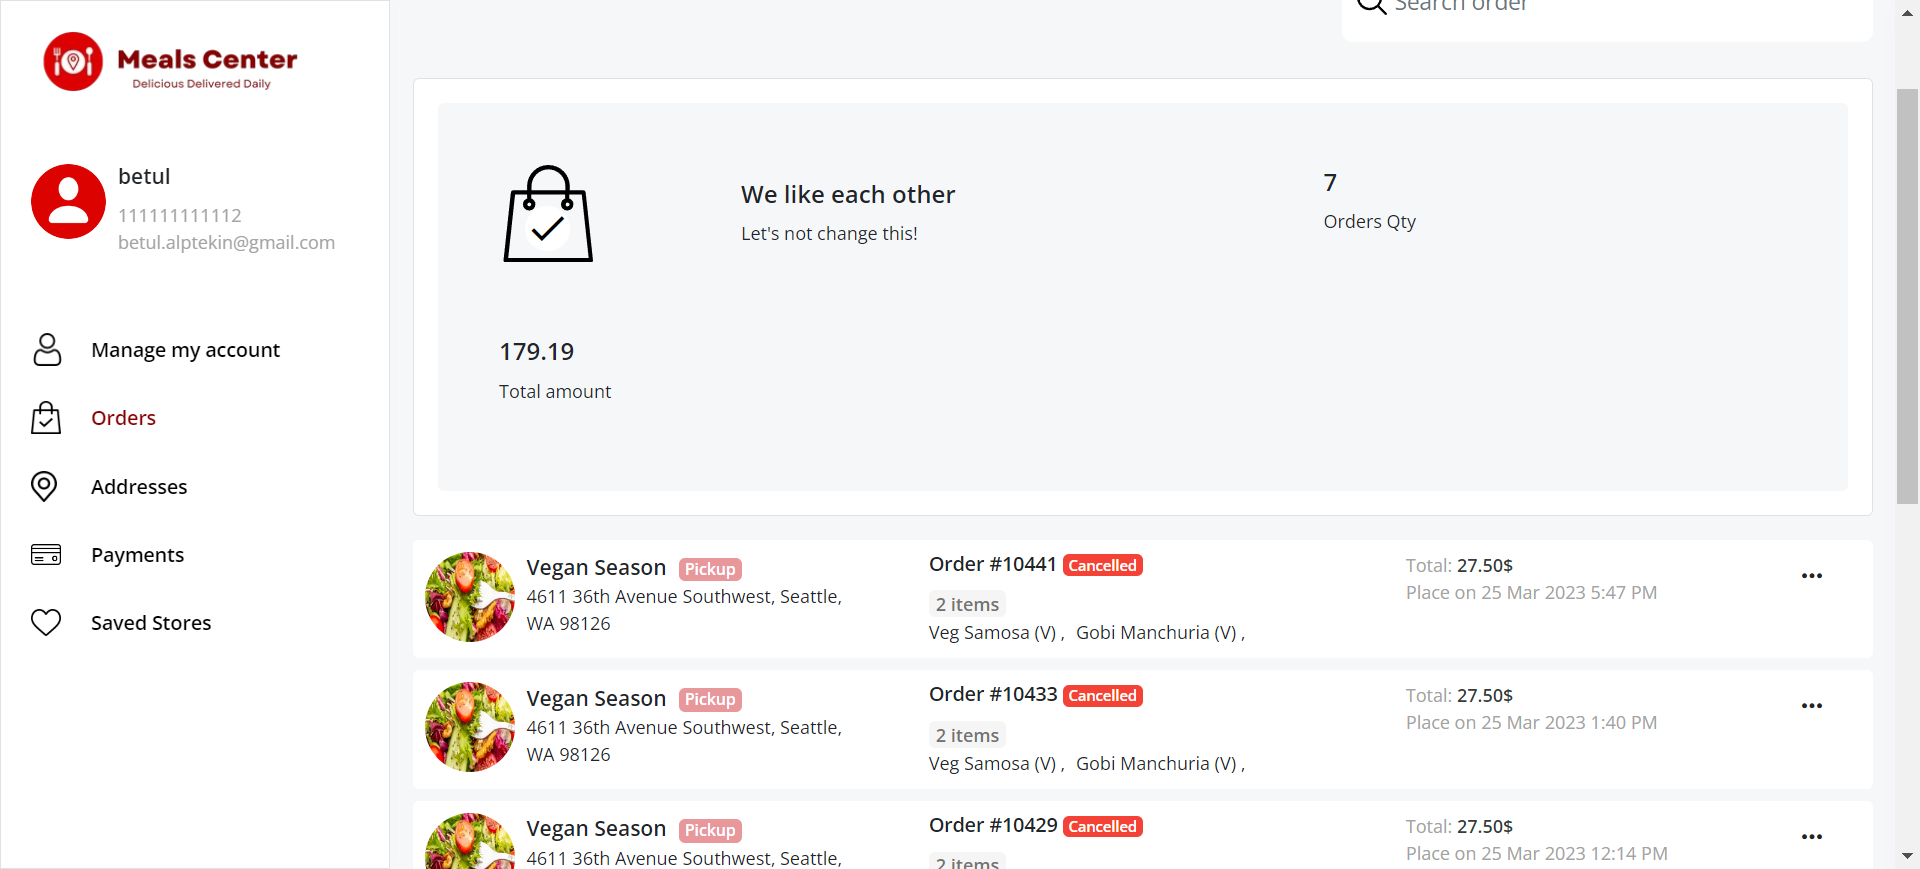 Meals Center
Delicious Delivered Daily
betul
111111111112
betul.alptekin@gmail.com
Manage my account
Orders
Addresses
Payments
Saved Stores
Search order
We like each other
Let's not change this!
7
Orders Qty
179.19
Total amount
Vegan Season Pickup
4611 36th Avenue Southwest, Seattle,
WA 98126
Order #10441 Cancelled
2 items
Veg Samosa (V) , Gobi Manchuria (V) ,
Total: 27.50$
Place on 25 Mar 2023 5:47 PM
Vegan Season Pickup
4611 36th Avenue Southwest, Seattle,
WA 98126
Order #10433 Cancelled
2 items
Veg Samosa (V) , Gobi Manchuria (V) ,
Total: 27.50$
Place on 25 Mar 2023 1:40 PM
Vegan Season Pickup
4611 36th Avenue Southwest, Seattle,
Order #10429 Cancelled
2 items
Total: 27.50$
Place on 25 Mar 2023 12:14 PM